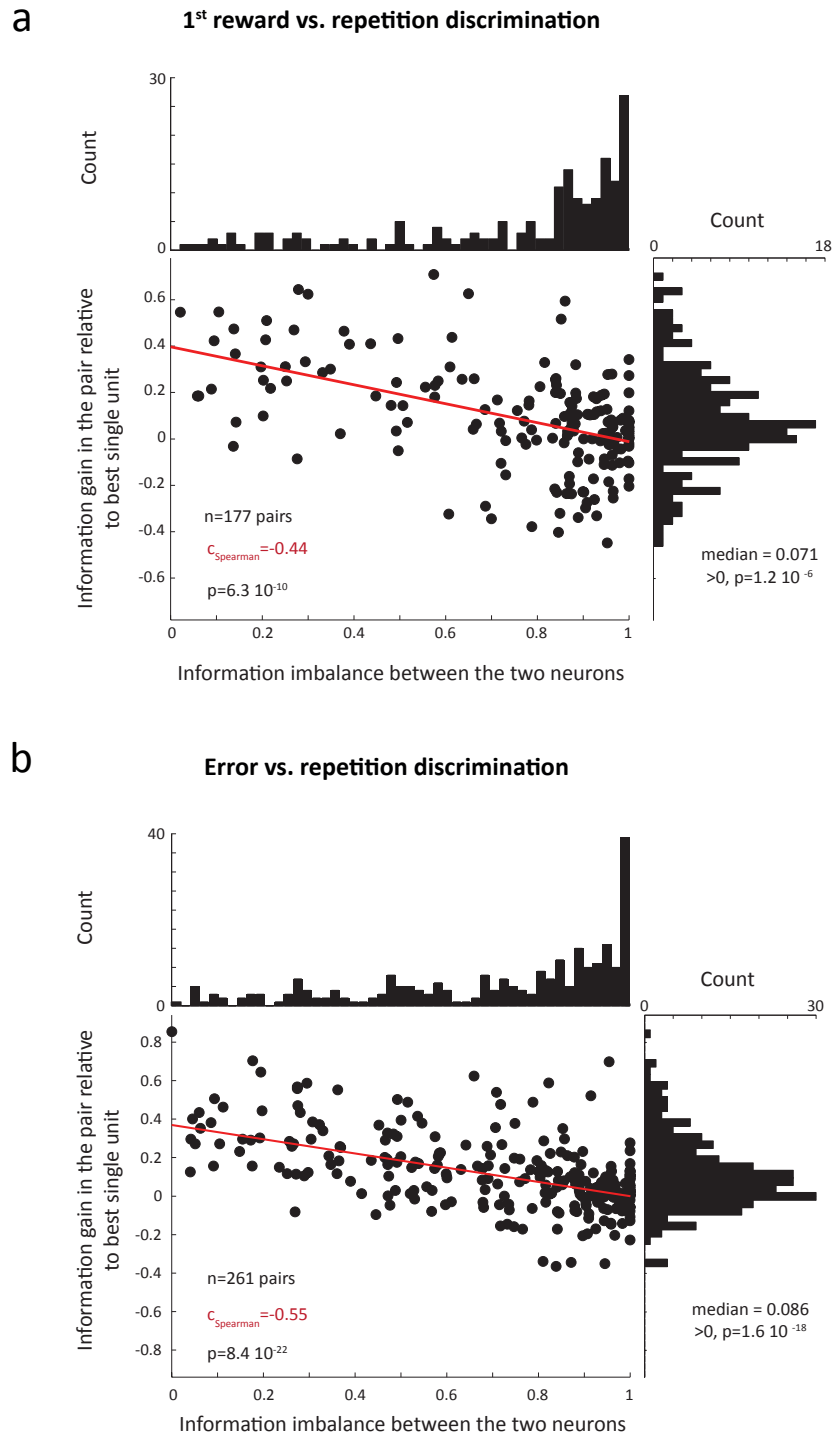 a
1st reward vs. repetition discrimination
30
Count
0
Count
0
18
Information gain in the pair relative
to best single unit
0.6
0.4
0.2
0
-0.2
-0.4
-0.6
n=177 pairs
cSpearman=-0.44
p=6.3 10-10
median = 0.071
>0, p=1.2 10 -6
0
0.2
0.4
0.6
0.8
1
Information imbalance between the two neurons
b
Error vs. repetition discrimination
40
Count
0
Count
0
30
Information gain in the pair relative
to best single unit
0.8
0.6
0.4
0.2
0
-0.2
-0.4
-0.6
-0.8
n=261 pairs
cSpearman=-0.55
p=8.4 10-22
median = 0.086
>0, p=1.6 10 -18
0
0.2
0.4
0.6
0.8
1
Information imbalance between the two neurons